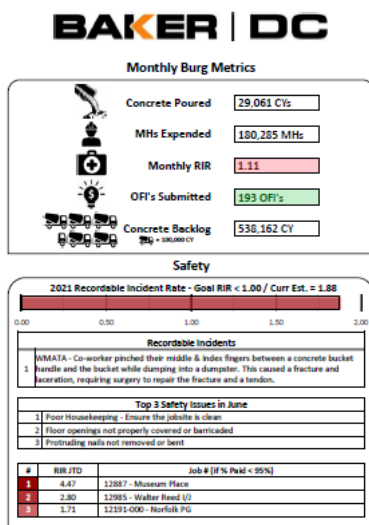 BAKER | DC
Monthly Burg Metrics
Concrete Poured 29,061 CYs
MHs Expended 180,285 MHs
Monthly RIR 1.11
OFI's Submitted 193 OFI's
Concrete Backlog 538,162 CY
= 100,000 CY
Safety
2021 Recordable Incident Rate - Goal RIR < 1.00 / Curr Est. = 1.88
0.00 0.50 1.00 1.50 2.00
Recordable Incidents
WMATA - Co-worker pinched their middle & index fingers between a concrete bucket
1 handle and the bucket while dumping into a dumpster. This caused a fracture and
laceration, requiring surgery to repair the fracture and a tendon.
Top 3 Safety Issues in June
1 Poor Housekeeping - Ensure the jobsite is clean
2 Floor openings not properly covered or barricaded
3 Protruding nails not removed or bent
# RIR JTD Job # (if % Paid < 95%)
1 4.47 12887 - Museum Place
2 2.80 12985 - Walter Reed I/J
3 1.71 12191-000 - Norfolk PG